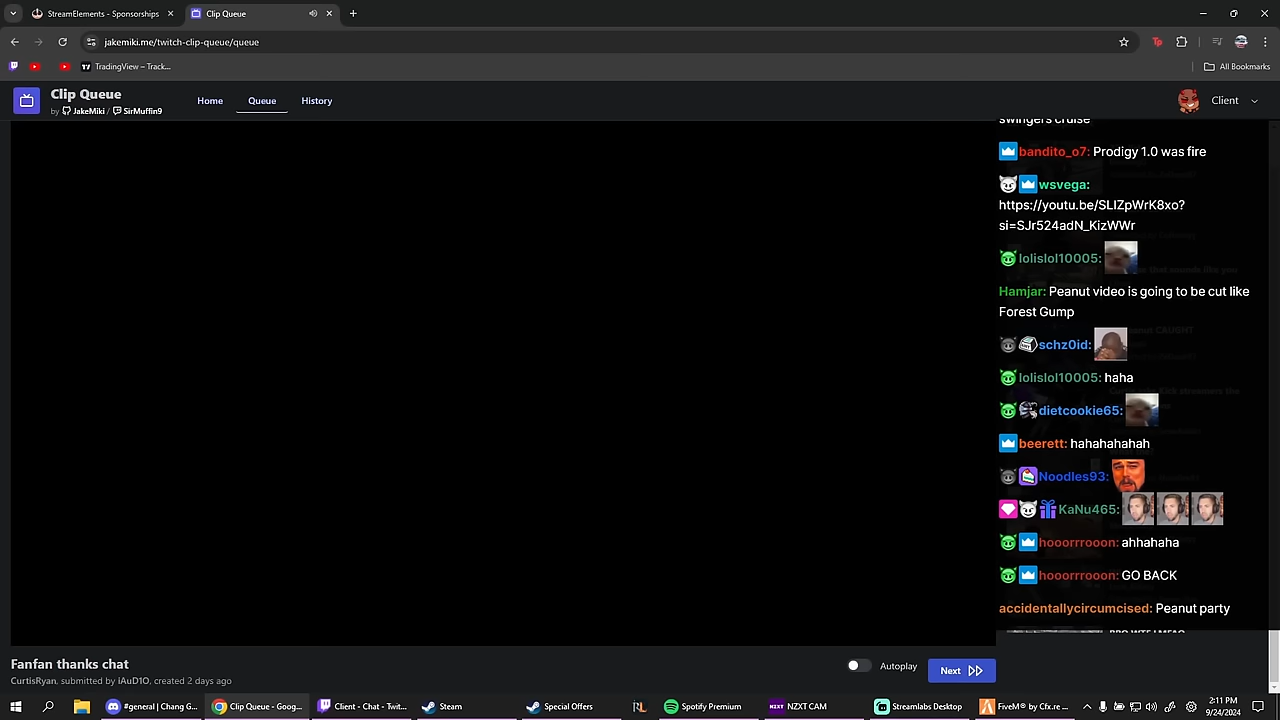 StreamElements - Sponsorships
Clip Queue
jakemiki.me/twitch-clip-queue/queue
TradingView – Track...
All Bookmarks
Clip Queue
by JakeMiki / SirMuffin9
Home
Queue
History
Client
swingers cruise
bandito_o7: Prodigy 1.0 was fire
wsvega:
https://youtu.be/SLIZpWrK8xo?
si=SJr524adN_KizWWr
lolislol10005:
Hamjar: Peanut video is going to be cut like
Forest Gump
schz0id:
lolislol10005: haha
dietcookie65:
beerett: hahahahahah
Noodles93:
KaNu465:
hooorrrooon: ahhahaha
hooorrrooon: GO BACK
accidentallycircumcised: Peanut party
Fanfan thanks chat
CurtisRyan, submitted by iAuD1O, created 2 days ago
Autoplay
Next
#general | Chang G...
Clip Queue - Goog...
Client - Chat - Twit...
Steam
Special Offers
Spotify Premium
NZXT CAM
Streamlabs Desktop
FiveM® by Cfx.re ...
2:11 PM
9/24/2024